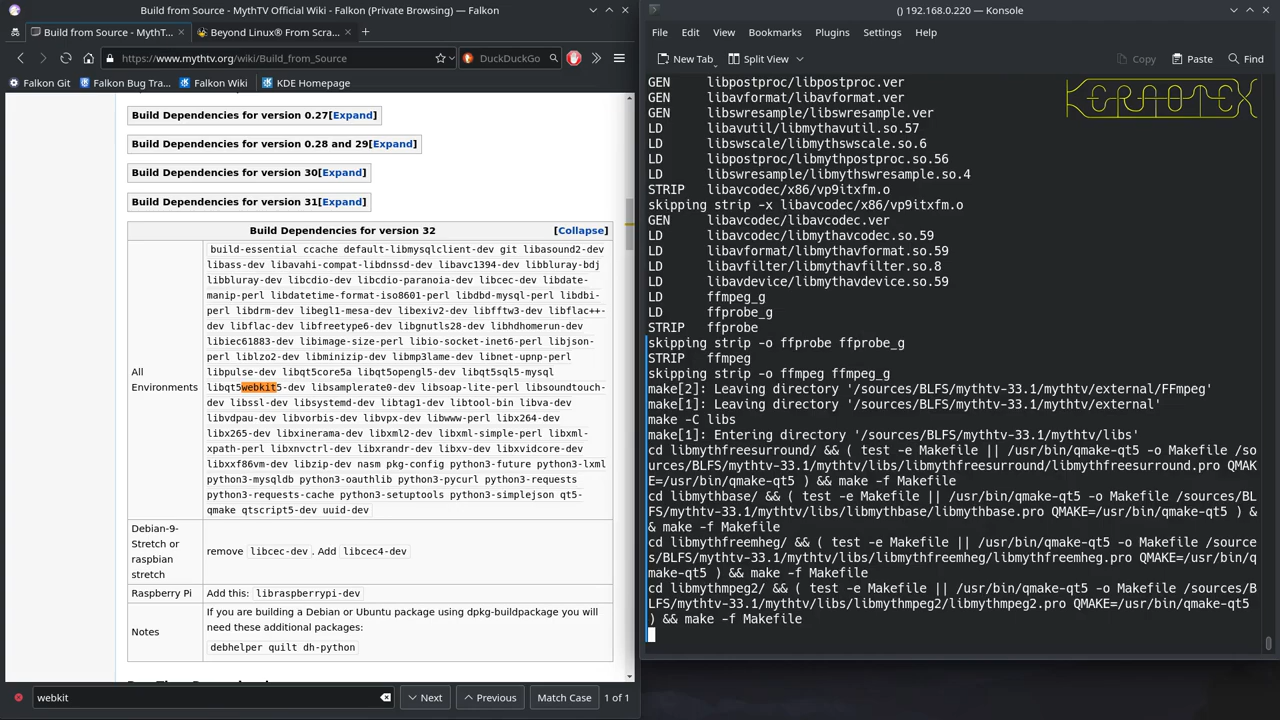 Build from Source - MythTV Official Wiki - Falkon (Private Browsing) — Falkon
Build from Source - MythT...
Beyond Linux® From Scra...
https://www.mythtv.org/wiki/Build_from_Source
DuckDuckGo
Falkon Git
Falkon Bug Tra...
Falkon Wiki
KDE Homepage
Build Dependencies for version 0.27[Expand]
Build Dependencies for version 0.28 and 29[Expand]
Build Dependencies for version 30[Expand]
Build Dependencies for version 31[Expand]
Build Dependencies for version 32 [Collapse]
All Environments
build-essential ccache default-libmysqlclient-dev git libasound2-dev
libass-dev libavahi-compat-libdnssd-dev libavc1394-dev libbluray-bdj
libbluray-dev libcdio-dev libcdio-paranoia-dev libcec-dev libdate-
manip-perl libdatetime-format-iso8601-perl libdbd-mysql-perl libdbi-
perl libdrm-dev libegl1-mesa-dev libexiv2-dev libfftw3-dev libflac++-
dev libflac-dev libfreetype6-dev libgnutls28-dev libhdhomerun-dev
libiec61883-dev libimage-size-perl libio-socket-inet6-perl libjson-
perl liblzo2-dev libminizip-dev libmp3lame-dev libnet-upnp-perl
libpulse-dev libqt5core5a libqt5opengl5-dev libqt5sql5-mysql
libqt5webkit5-dev libsamplerate0-dev libsoap-lite-perl libsoundtouch-
dev libssl-dev libsystemd-dev libtag1-dev libtool-bin libva-dev
libvdpau-dev libvorbis-dev libvpx-dev libwww-perl libx264-dev
libx265-dev libxinerama-dev libxml2-dev libxml-simple-perl libxml-
xpath-perl libxnvctrl-dev libxrandr-dev libxv-dev libxvidcore-dev
libxxf86vm-dev libzip-dev nasm pkg-config python3-future python3-lxml
python3-mysqldb python3-oauthlib python3-pycurl python3-requests
python3-requests-cache python3-setuptools python3-simplejson qt5-
qmake qtscript5-dev uuid-dev
Debian-9-
Stretch or
raspbian
stretch
remove libcec-dev. Add libcec4-dev
Raspberry Pi
Add this: libraspberrypi-dev
Notes
If you are building a Debian or Ubuntu package using dpkg-buildpackage you will
need these additional packages:
debhelper quilt dh-python
webkit
Next
Previous
Match Case
1 of 1
() 192.168.0.220 — Konsole
File Edit View Bookmarks Plugins Settings Help
New Tab
Split View
Copy
Paste
Find
KERAOTEX
GEN libpostproc/libpostproc.ver
GEN libavformat/libavformat.ver
GEN libswresample/libswresample.ver
LD libavutil/libmythavutil.so.57
LD libswscale/libmythswscale.so.6
LD libpostproc/libmythpostproc.so.56
LD libswresample/libmythswresample.so.4
STRIP libavcodec/x86/vp9itxfm.o
skipping strip -x libavcodec/x86/vp9itxfm.o
GEN libavcodec/libavcodec.ver
LD libavcodec/libmythavcodec.so.59
LD libavformat/libmythavformat.so.59
LD libavfilter/libmythavfilter.so.8
LD libavdevice/libmythavdevice.so.59
LD ffmpeg_g
LD ffprobe_g
STRIP ffprobe
skipping strip -o ffprobe ffprobe_g
STRIP ffmpeg
skipping strip -o ffmpeg ffmpeg_g
make[2]: Leaving directory '/sources/BLFS/mythtv-33.1/mythtv/external/FFmpeg'
make[1]: Leaving directory '/sources/BLFS/mythtv-33.1/mythtv/external'
make -C libs
make[1]: Entering directory '/sources/BLFS/mythtv-33.1/mythtv/libs'
cd libmythfreesurround/ && ( test -e Makefile || /usr/bin/qmake-qt5 -o Makefile /so
urces/BLFS/mythtv-33.1/mythtv/libs/libmythfreesurround/libmythfreesurround.pro QMAK
E=/usr/bin/qmake-qt5 ) && make -f Makefile
cd libmythbase/ && ( test -e Makefile || /usr/bin/qmake-qt5 -o Makefile /sources/BL
FS/mythtv-33.1/mythtv/libs/libmythbase/libmythbase.pro QMAKE=/usr/bin/qmake-qt5 ) &
& make -f Makefile
cd libmythfreemheg/ && ( test -e Makefile || /usr/bin/qmake-qt5 -o Makefile /source
s/BLFS/mythtv-33.1/mythtv/libs/libmythfreemheg/libmythfreemheg.pro QMAKE=/usr/bin/q
make-qt5 ) && make -f Makefile
cd libmythmpeg2/ && ( test -e Makefile || /usr/bin/qmake-qt5 -o Makefile /sources/B
LFS/mythtv-33.1/mythtv/libs/libmythmpeg2/libmythmpeg2.pro QMAKE=/usr/bin/qmake-qt5
) && make -f Makefile